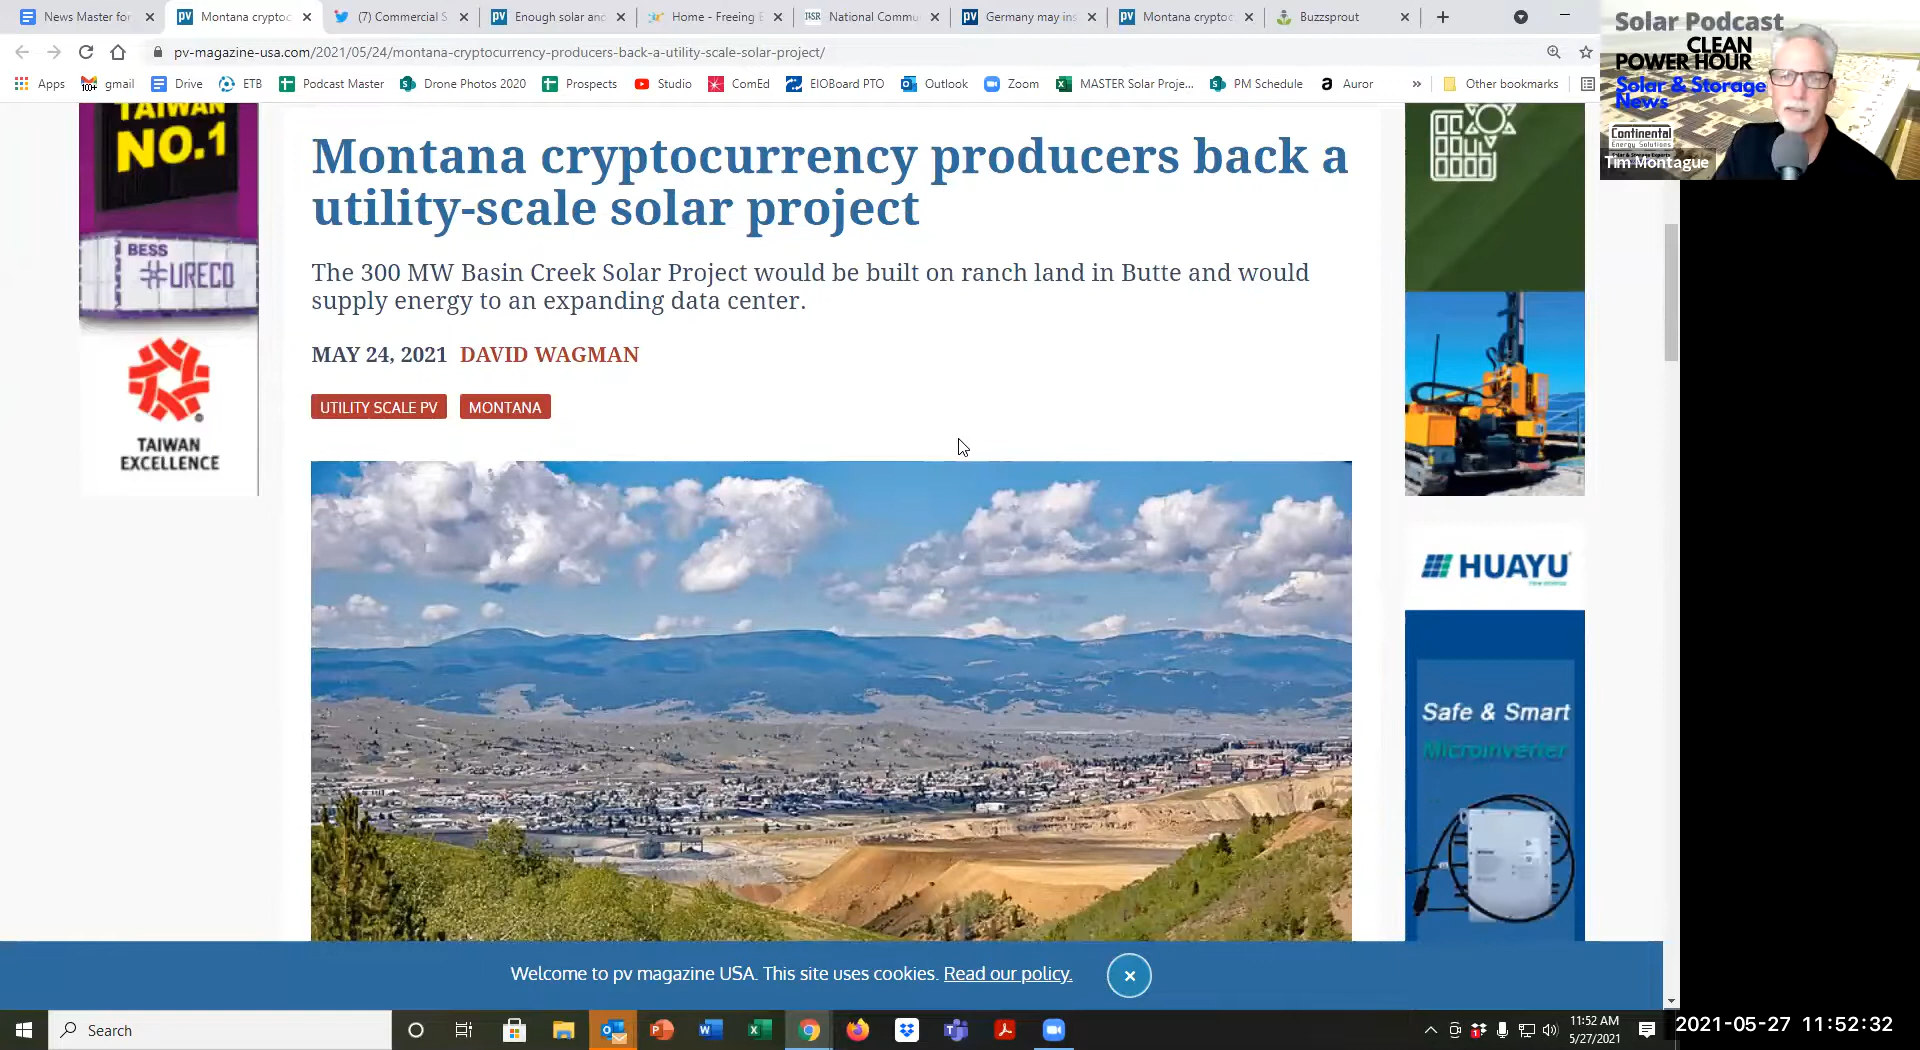 News Master for
Montana cryptoc
(7) Commercial S
Enough solar and
Home - Freeing E
National Commu
Germany may ins
Montana cryptoc
Buzzsprout
pv-magazine-usa.com/2021/05/24/montana-cryptocurrency-producers-back-a-utility-scale-solar-project/
Apps
gmail
Drive
ETB
Podcast Master
Drone Photos 2020
Prospects
Studio
ComEd
EIOBoard PTO
Outlook
Zoom
MASTER Solar Proje...
PM Schedule
Auror
Other bookmarks
Solar Podcast
CLEAN
POWER HOUR
Solar & Storage
News
Continental
Energy Solutions
Tim Montague
TAIWAN
NO.1
BESS
#URECO
TAIWAN
EXCELLENCE
Montana cryptocurrency producers back a
utility-scale solar project
The 300 MW Basin Creek Solar Project would be built on ranch land in Butte and would
supply energy to an expanding data center.
MAY 24, 2021 DAVID WAGMAN
UTILITY SCALE PV
MONTANA
HUAYU
Safe & Smart
Microinverter
Welcome to pv magazine USA. This site uses cookies. Read our policy.
Search
11:52 AM
5/27/2021
2021-05-27 11:52:32